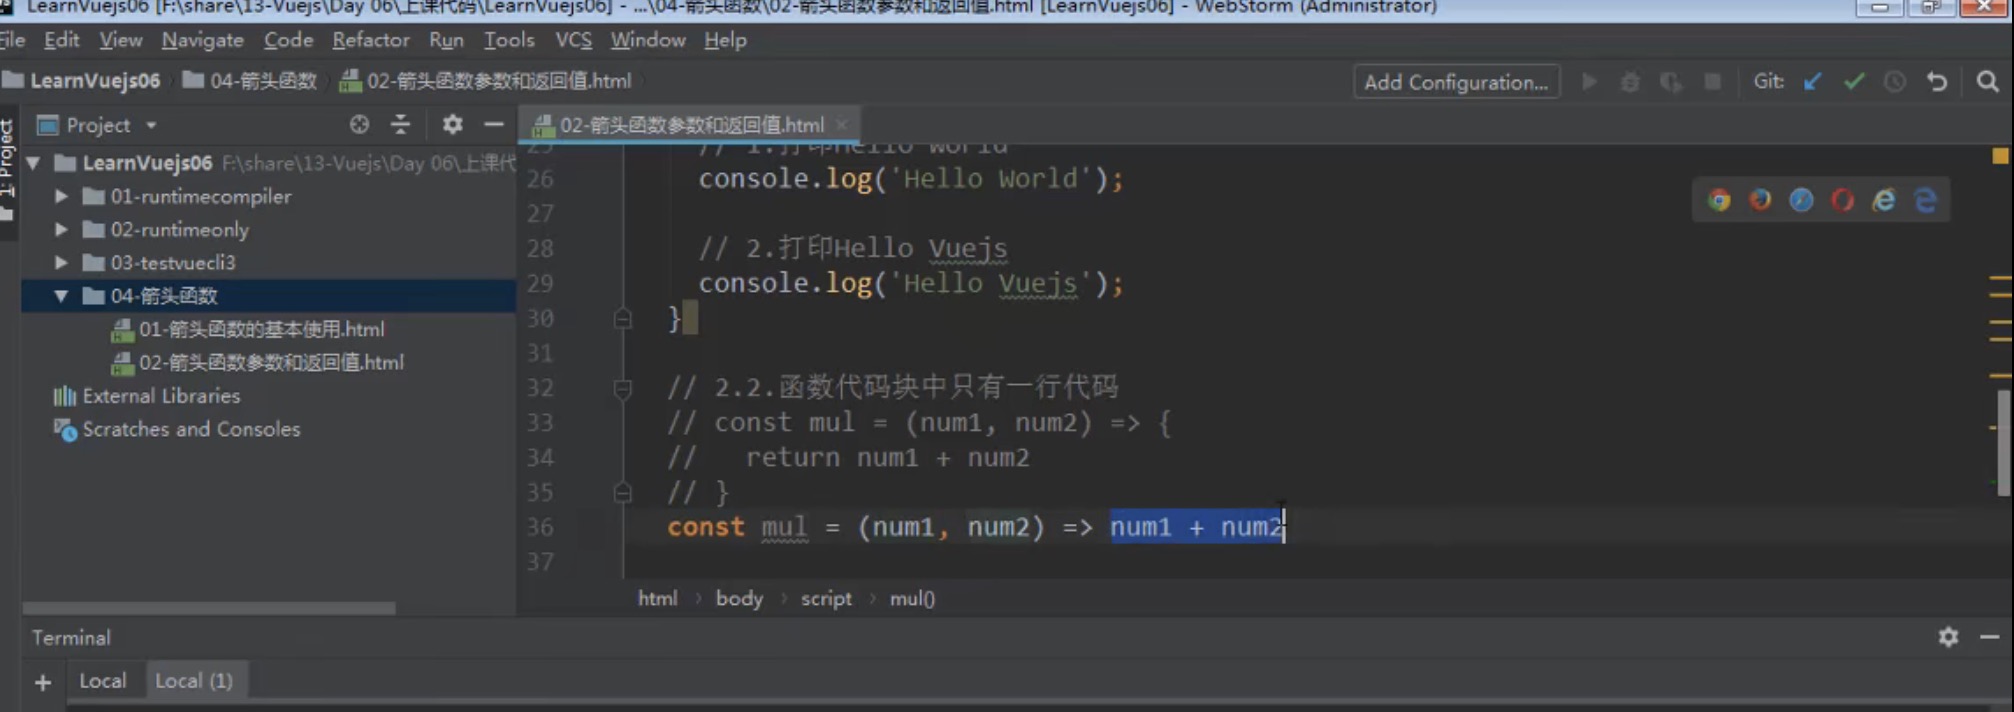 LearnVuejs06 [F:\share\13-Vuejs\Day 06\上课代码\LearnVuejs06] - ...\04-箭头函数\02-箭头函数参数和返回值.html [LearnVuejs06] - WebStorm (Administrator)
File Edit View Navigate Code Refactor Run Tools VCS Window Help
LearnVuejs06 04-箭头函数 02-箭头函数参数和返回值.html Add Configuration... Git:
1: Project
Project 02-箭头函数参数和返回值.html
LearnVuejs06 F:\share\13-Vuejs\Day 06\上课代
01-runtimecompiler
02-runtimeonly
03-testvuecli3
04-箭头函数
01-箭头函数的基本使用.html
02-箭头函数参数和返回值.html
External Libraries
Scratches and Consoles
25 // 1.打印Hello World
26 console.log('Hello World');
27
28 // 2.打印Hello Vuejs
29 console.log('Hello Vuejs');
30 }
31
32 // 2.2.函数代码块中只有一行代码
33 // const mul = (num1, num2) => {
34 //   return num1 + num2
35 // }
36 const mul = (num1, num2) => num1 + num2
37
html body script mul()
Terminal
+ Local Local (1)